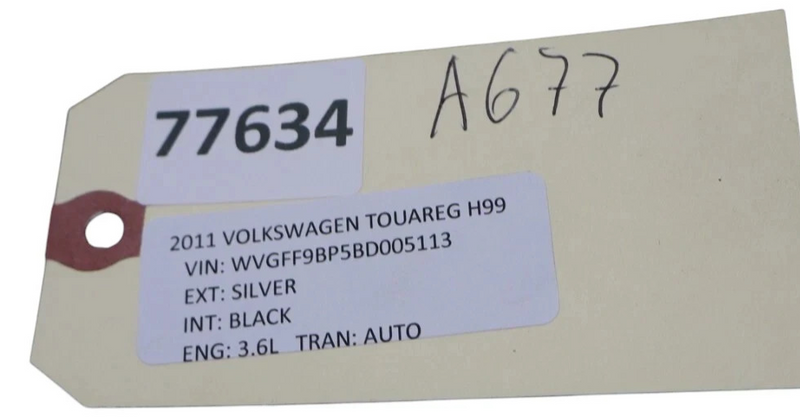 A677
77634
2011 VOLKSWAGEN TOUAREG H99
VIN: WVGFF9BP5BD005113
EXT: SILVER
INT: BLACK
ENG: 3.6L TRAN: AUTO